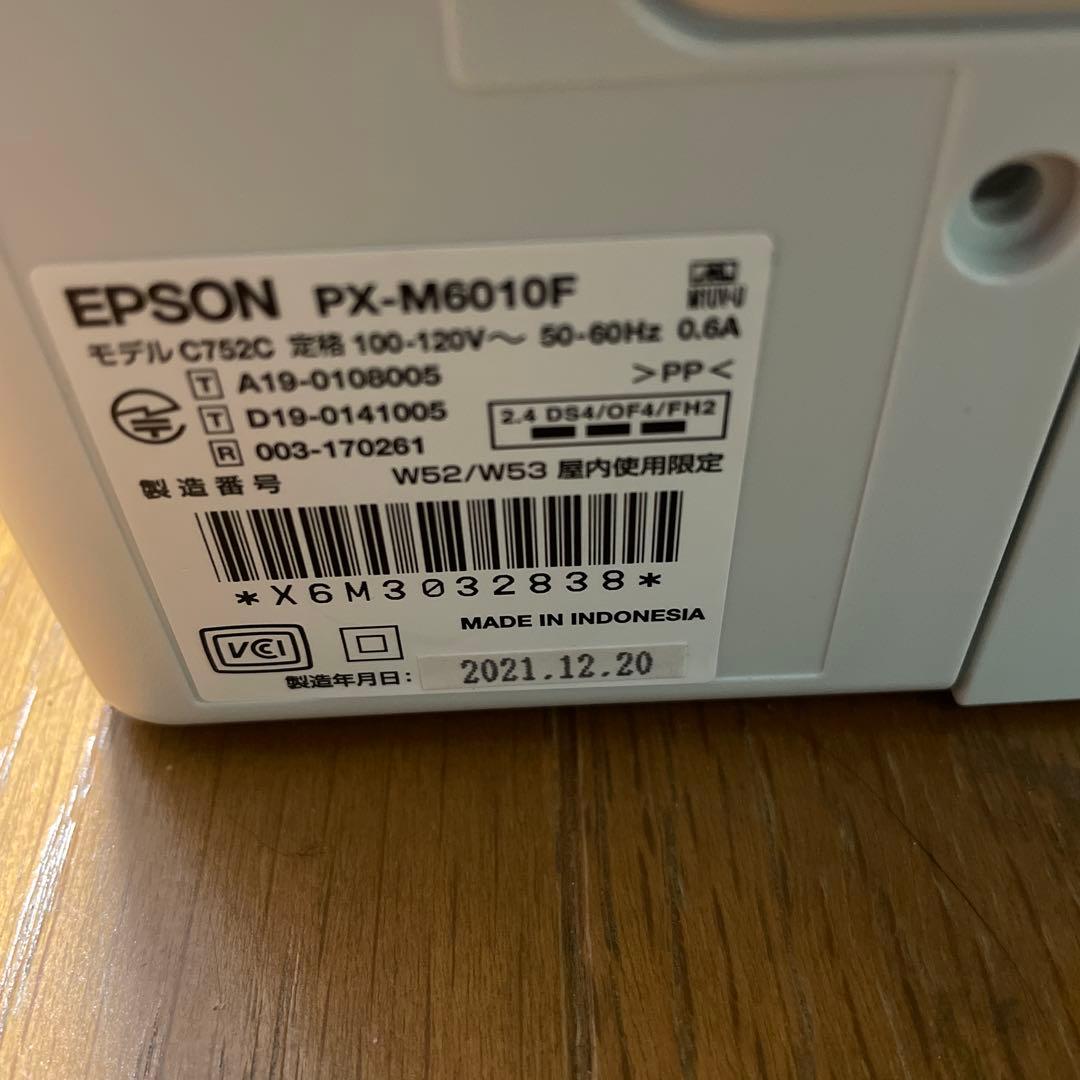 EPSON PX-M6010F
モデル C752C 定格 100-120V～ 50-60Hz 0.6A
T A19-0108005
>PP<
T D19-0141005
2.4 DS4/OF4/FH2
R 003-170261
W52/W53 屋内使用限定
製造番号
*X6M3032838*
MADE IN INDONESIA
VCCI
製造年月日: 2021.12.20